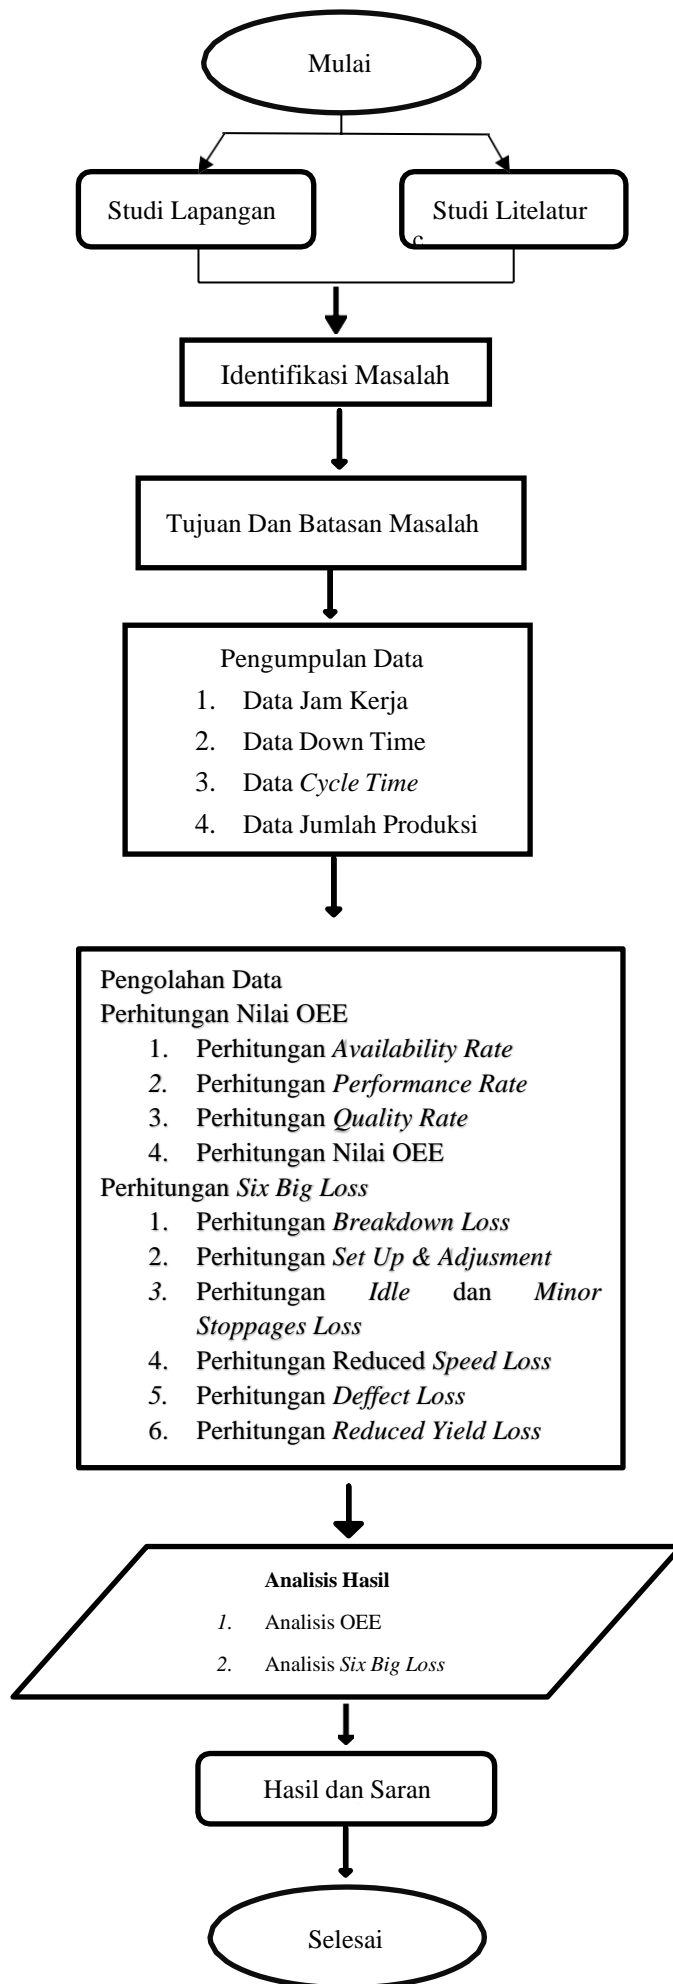 Mulai
Studi Lapangan
Studi Litelatur
c
Identifikasi Masalah
Tujuan Dan Batasan Masalah
Pengumpulan Data
1. Data Jam Kerja
2. Data Down Time
3. Data Cycle Time
4. Data Jumlah Produksi
Pengolahan Data
Perhitungan Nilai OEE
1. Perhitungan Availability Rate
2. Perhitungan Performance Rate
3. Perhitungan Quality Rate
4. Perhitungan Nilai OEE
Perhitungan Six Big Loss
1. Perhitungan Breakdown Loss
2. Perhitungan Set Up & Adjusment
3. Perhitungan Idle dan Minor
Stoppages Loss
4. Perhitungan Reduced Speed Loss
5. Perhitungan Deffect Loss
6. Perhitungan Reduced Yield Loss
Analisis Hasil
1. Analisis OEE
2. Analisis Six Big Loss
Hasil dan Saran
Selesai